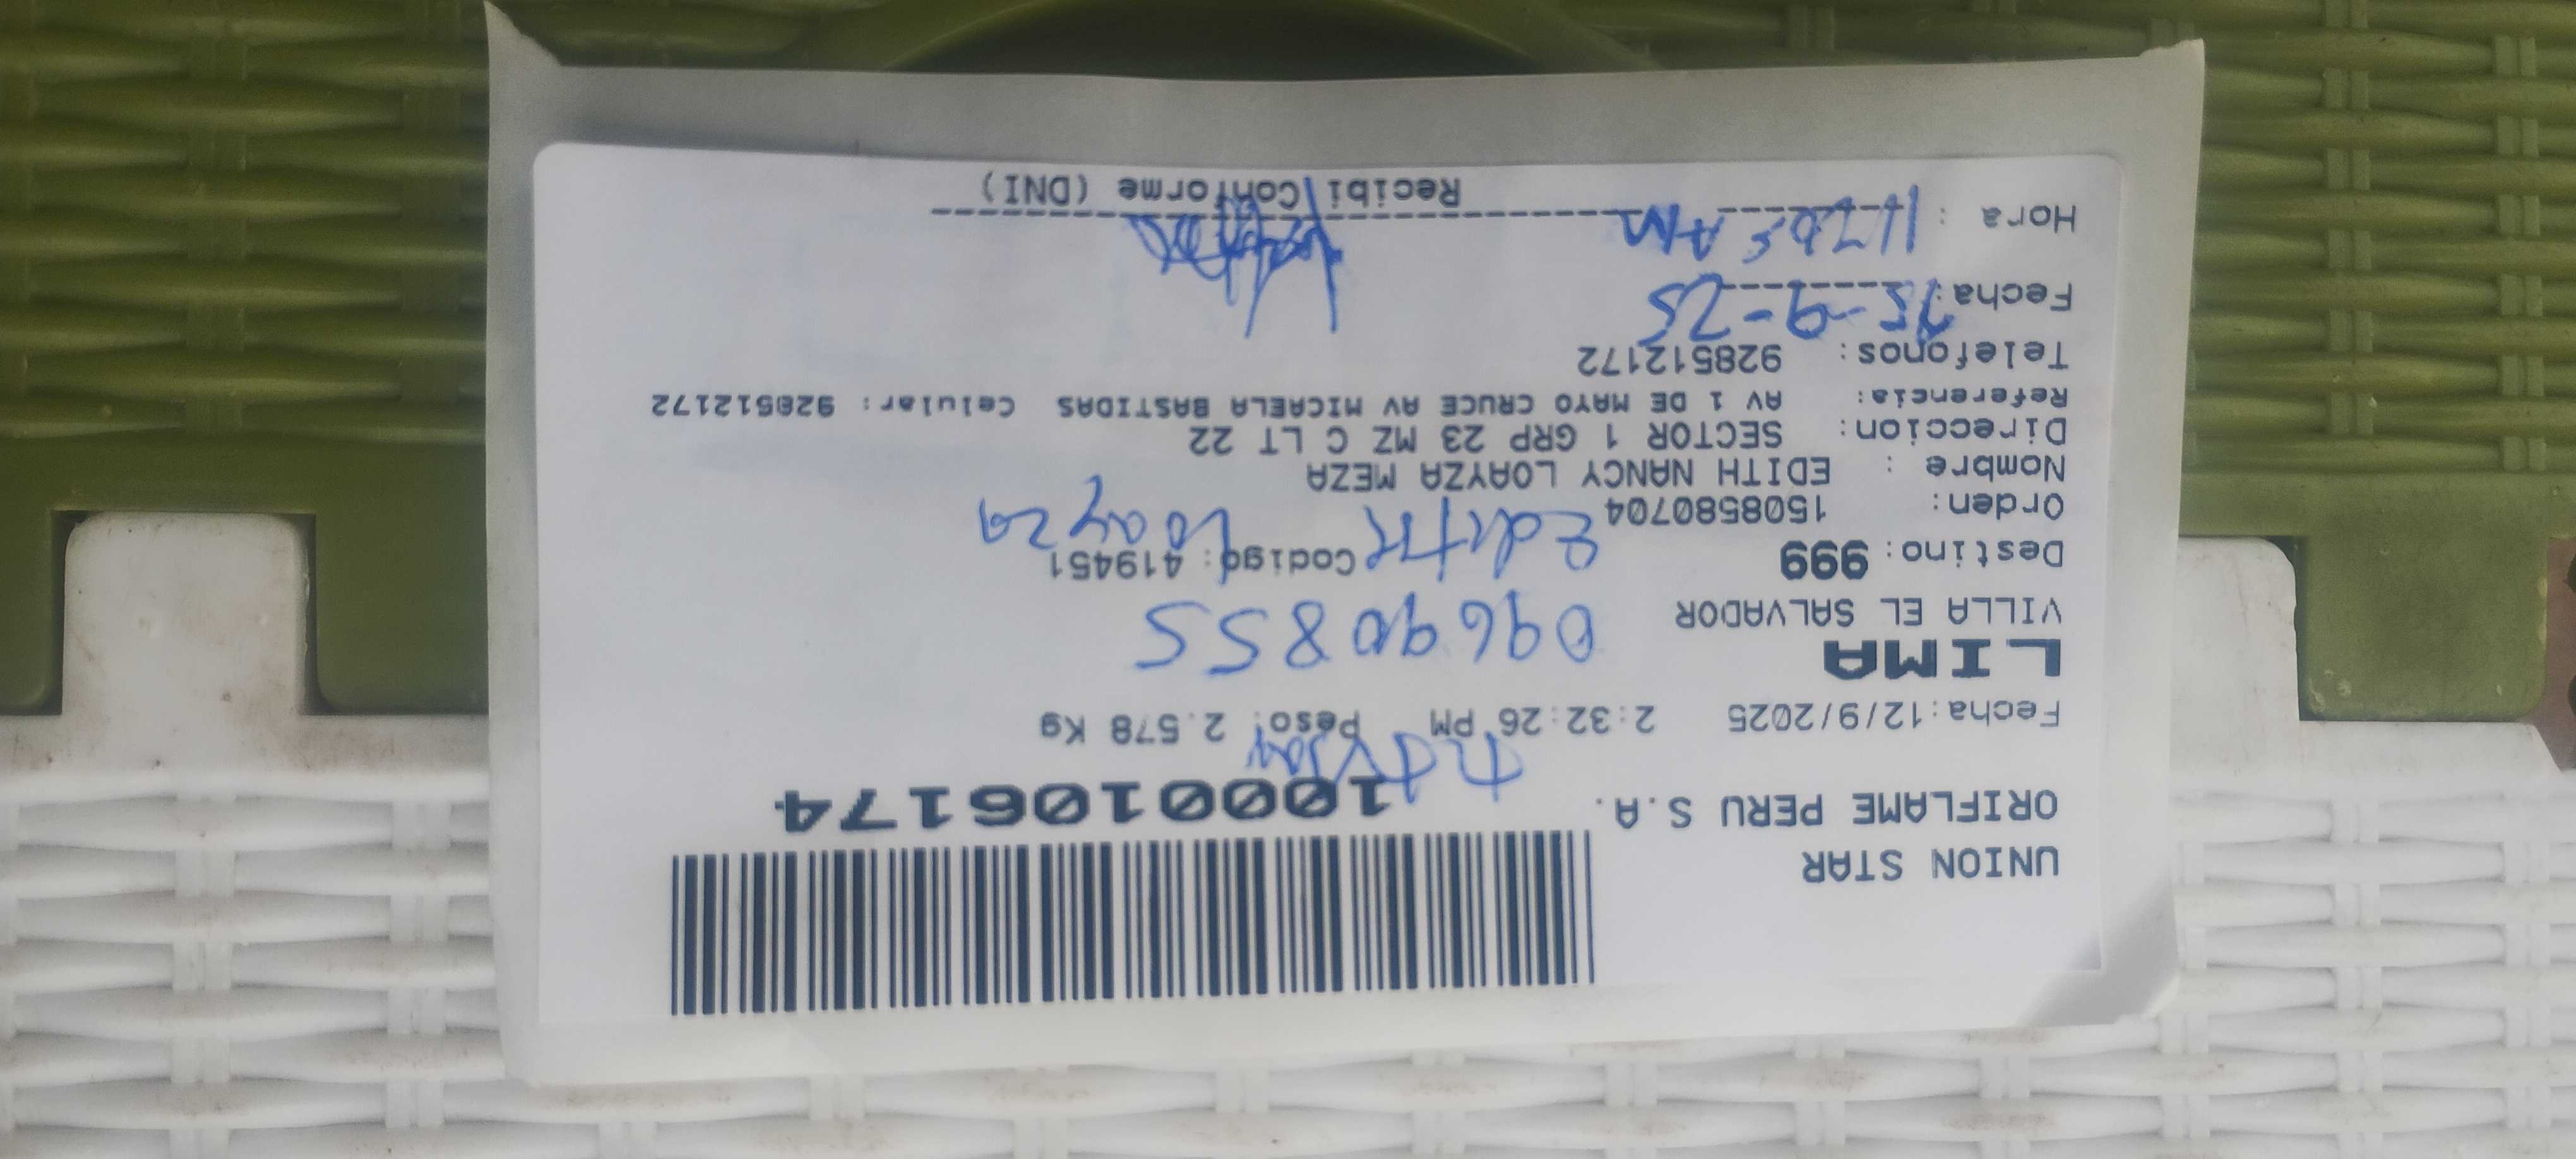 UNION STAR
ORIFLAME PERU S.A.
1000106174
Fecha:12/9/2025 2:32:26 PM Peso: 2.578 Kg
LIMA
VILLA EL SALVADOR
09690855
Destino: 999 Codigo: 419451
Edith Loayza
Orden: 1508580704
Nombre : EDITH NANCY LOAYZA MEZA
Direccion: SECTOR 1 GRP 23 MZ C LT 22
Referencia: AV 1 DE MAYO CRUCE AV MICAELA BASTIDAS Celular: 928512172
Telefonos: 928512172
Fecha: 15-9-25
Hora : AM
Recibi Conforme (DNI)